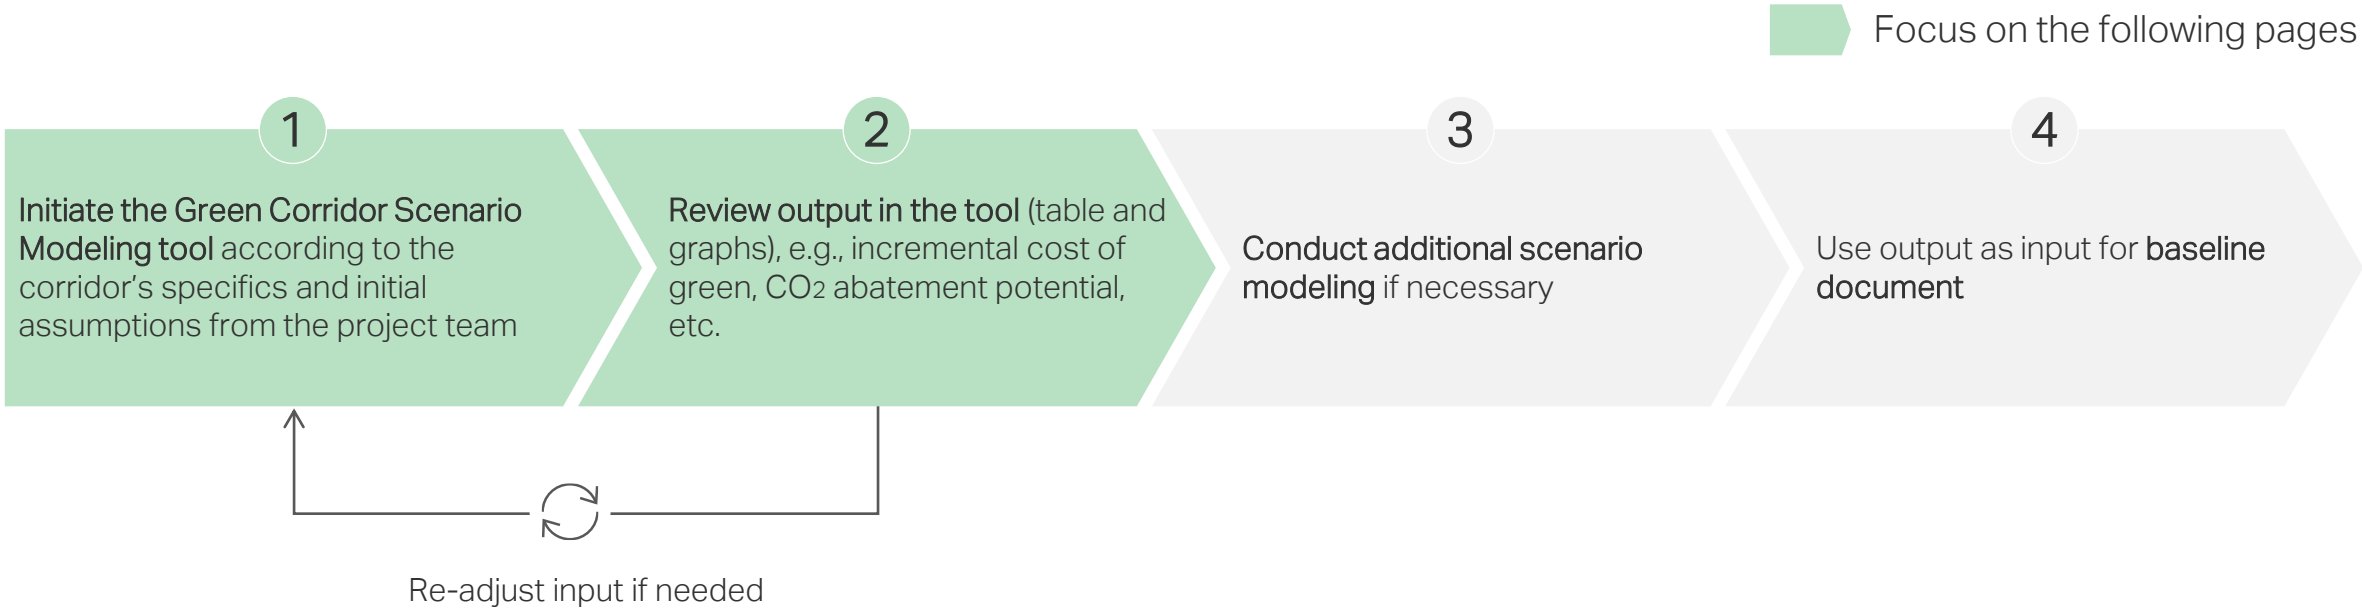 Focus on the following pages
1
Initiate the Green Corridor Scenario
Modeling tool according to the
corridor’s specifics and initial
assumptions from the project team
2
Review output in the tool (table and
graphs), e.g., incremental cost of
green, CO2 abatement potential,
etc.
3
Conduct additional scenario
modeling if necessary
4
Use output as input for baseline
document
Re-adjust input if needed